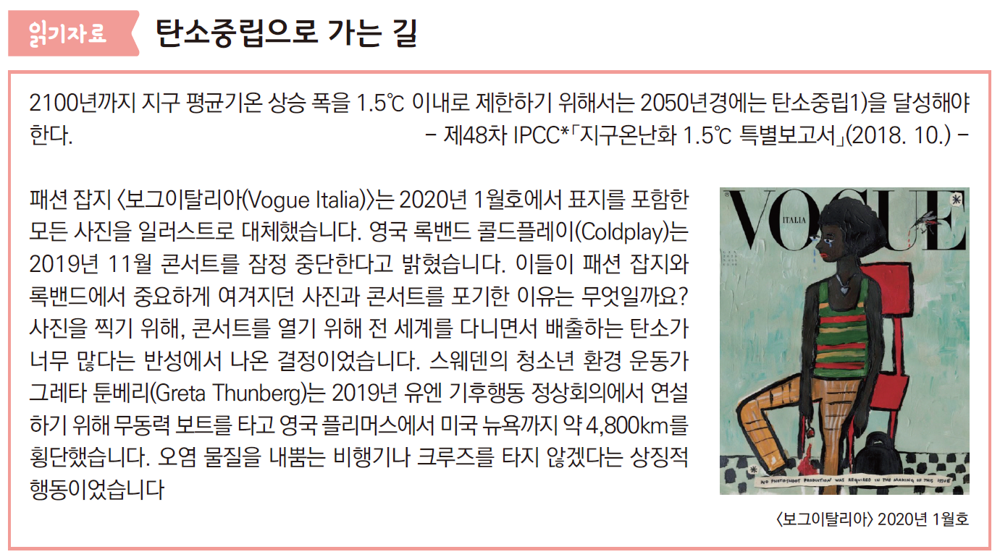 읽기자료
탄소중립으로 가는 길
2100년까지 지구 평균기온 상승 폭을 1.5℃ 이내로 제한하기 위해서는 2050년경에는 탄소중립1)을 달성해야
한다.
– 제48차 IPCC*「지구온난화 1.5℃ 특별보고서」(2018. 10.) –
패션 잡지 〈보그이탈리아(Vogue Italia)〉는 2020년 1월호에서 표지를 포함한
모든 사진을 일러스트로 대체했습니다. 영국 록밴드 콜드플레이(Coldplay)는
2019년 11월 콘서트를 잠정 중단한다고 밝혔습니다. 이들이 패션 잡지와
록밴드에서 중요하게 여겨지던 사진과 콘서트를 포기한 이유는 무엇일까요?
사진을 찍기 위해, 콘서트를 열기 위해 전 세계를 다니면서 배출하는 탄소가
너무 많다는 반성에서 나온 결정이었습니다. 스웨덴의 청소년 환경 운동가
그레타 툰베리(Greta Thunberg)는 2019년 유엔 기후행동 정상회의에서 연설
하기 위해 무동력 보트를 타고 영국 플리머스에서 미국 뉴욕까지 약 4,800km를
횡단했습니다. 오염 물질을 내뿜는 비행기나 크루즈를 타지 않겠다는 상징적
행동이었습니다
VOGUE
ITALIA
NO PHOTOSHOOT PRODUCTION WAS REQUIRED IN THE MAKING OF THIS ISSUE
〈보그이탈리아〉 2020년 1월호